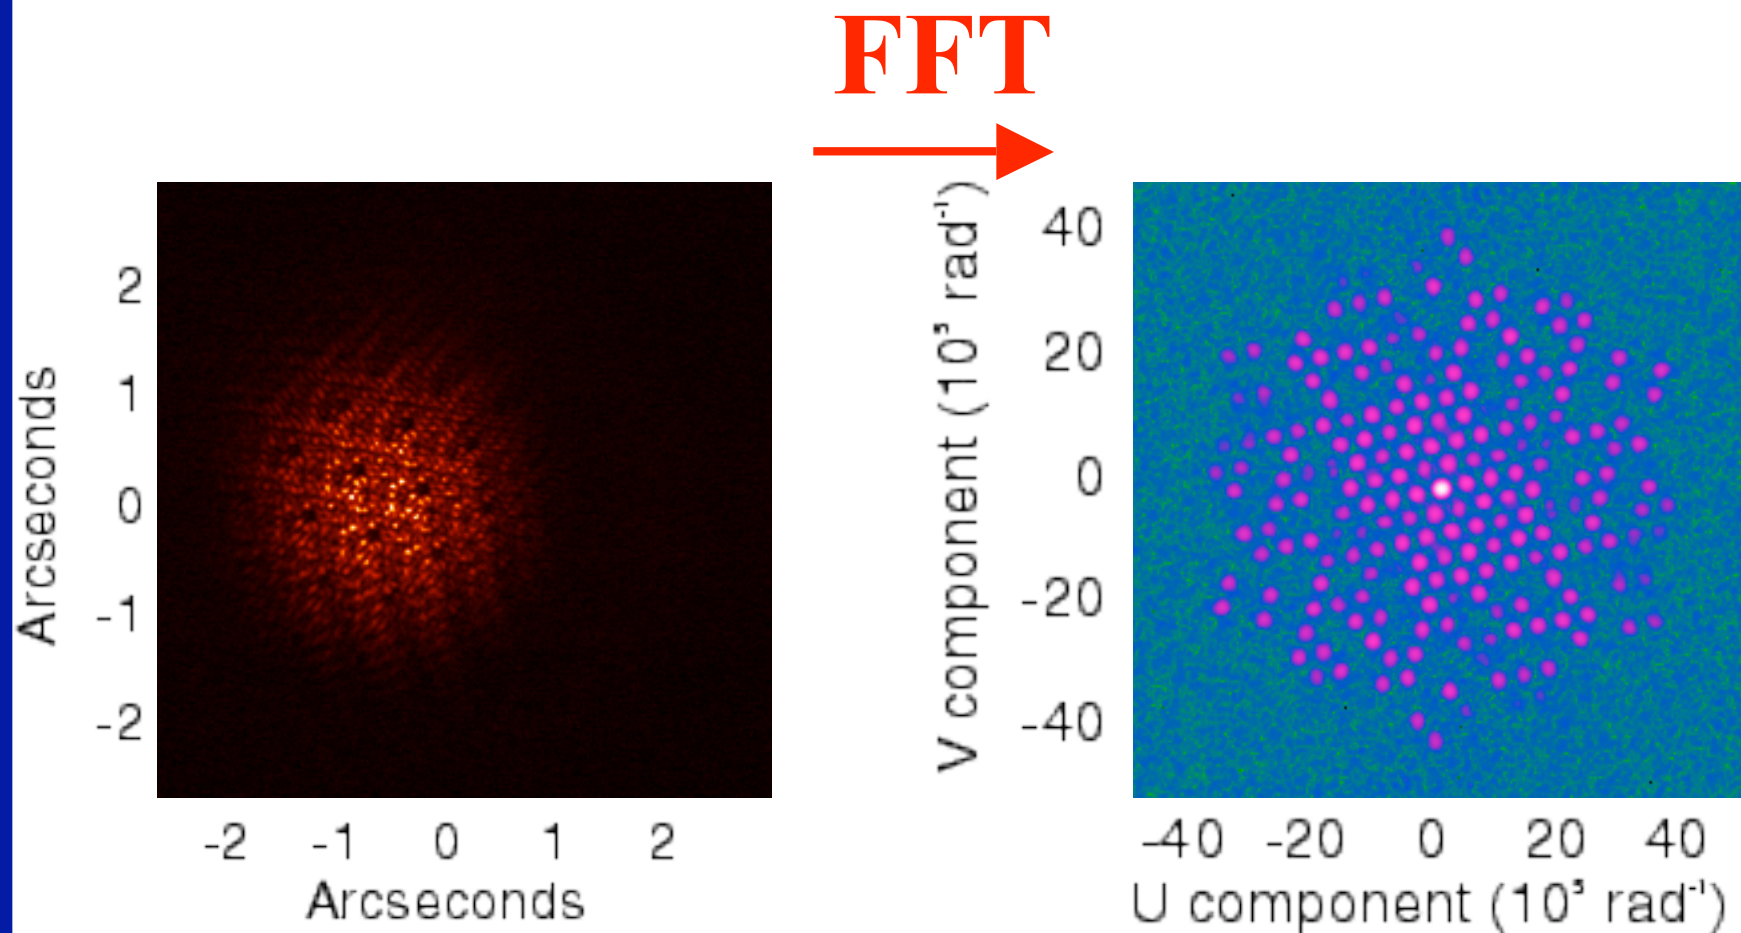 FFT
Arcseconds
2
1
0
-1
-2
-2 -1 0 1 2
Arcseconds
V component (10³ rad⁻¹)
40
20
0
-20
-40
-40 -20 0 20 40
U component (10³ rad⁻¹)